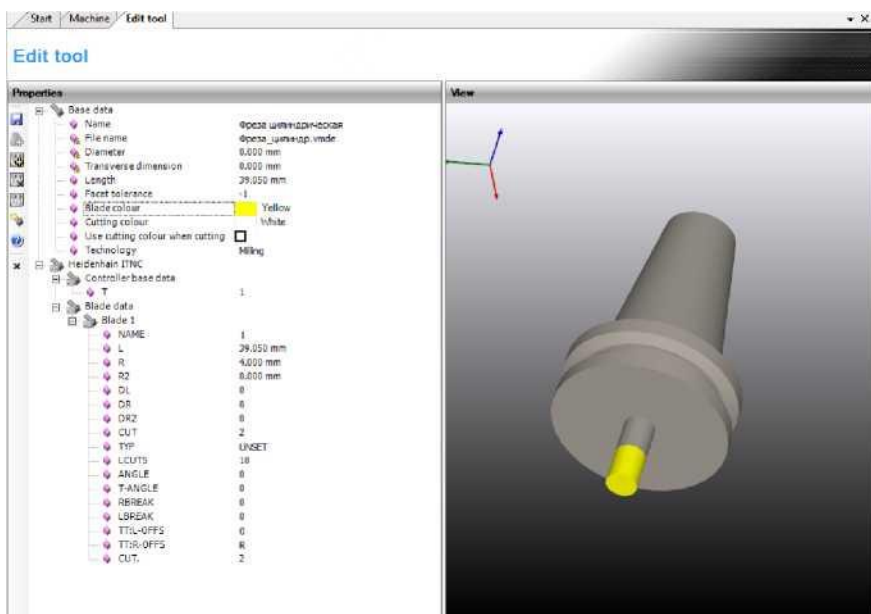 Start Machine Edit tool
Edit tool
Properties
Base data
Name Фреза цилиндрическая
File name Фреза_цилиндр.vmde
Diameter 8.000 mm
Transverse dimension 8.000 mm
Length 39.050 mm
Facet tolerance -1
Blade colour Yellow
Cutting colour White
Use cutting colour when cutting
Technology Milling
Heidenhain ITNC
Controller base data
T 1
Blade data
Blade 1
NAME 1
L 39.050 mm
R 4.000 mm
R2 0.000 mm
DL 0
DR 0
DR2 0
CUT 2
TYP UNSET
LCUTS 10
ANGLE 0
T-ANGLE 0
RBREAK 0
LBREAK 0
TT:L-OFFS 0
TT:R-OFFS R
CUT. 2
View